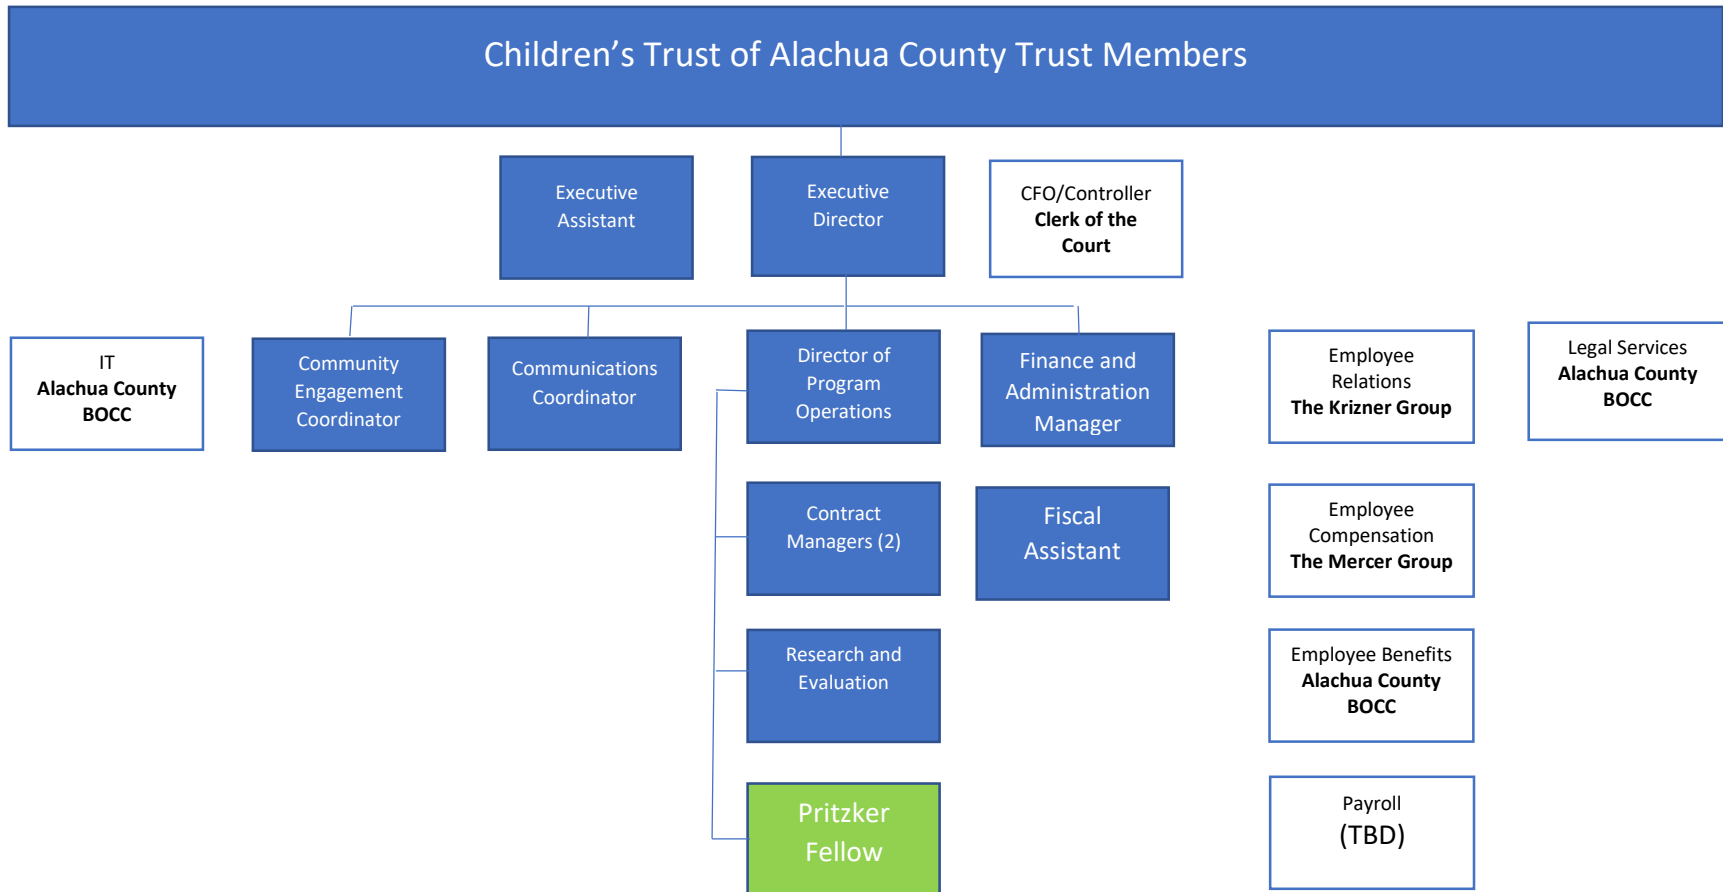 Children’s Trust of Alachua County Trust Members
Executive
Assistant
Executive
Director
CFO/Controller
Clerk of the
Court
IT
Alachua County
BOCC
Community
Engagement
Coordinator
Communications
Coordinator
Director of
Program
Operations
Finance and
Administration
Manager
Employee
Relations
The Krizner Group
Legal Services
Alachua County
BOCC
Contract
Managers (2)
Fiscal
Assistant
Employee
Compensation
The Mercer Group
Research and
Evaluation
Employee Benefits
Alachua County
BOCC
Pritzker
Fellow
Payroll
(TBD)